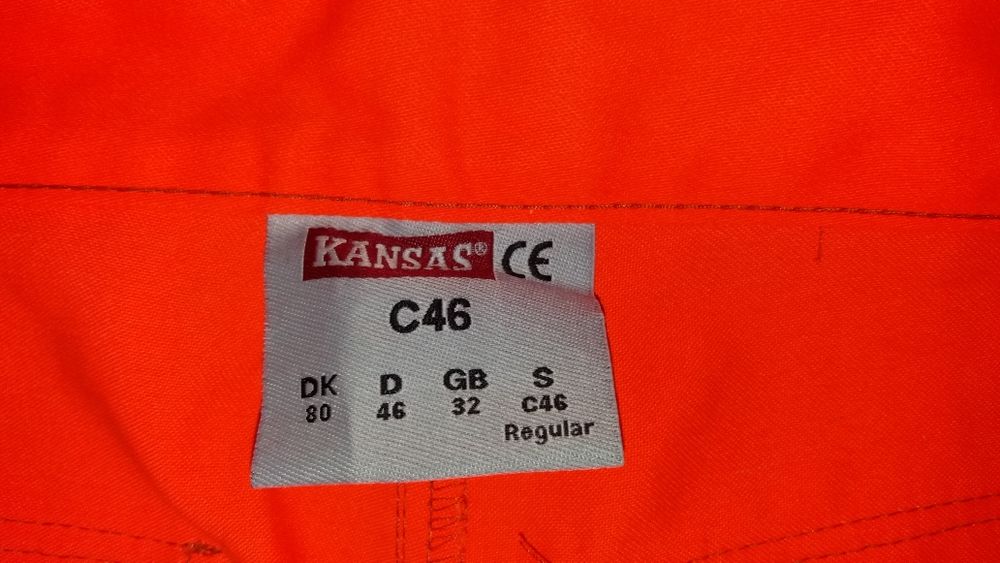 KANSAS® CE
C46
DK D GB S
80 46 32 C46
Regular